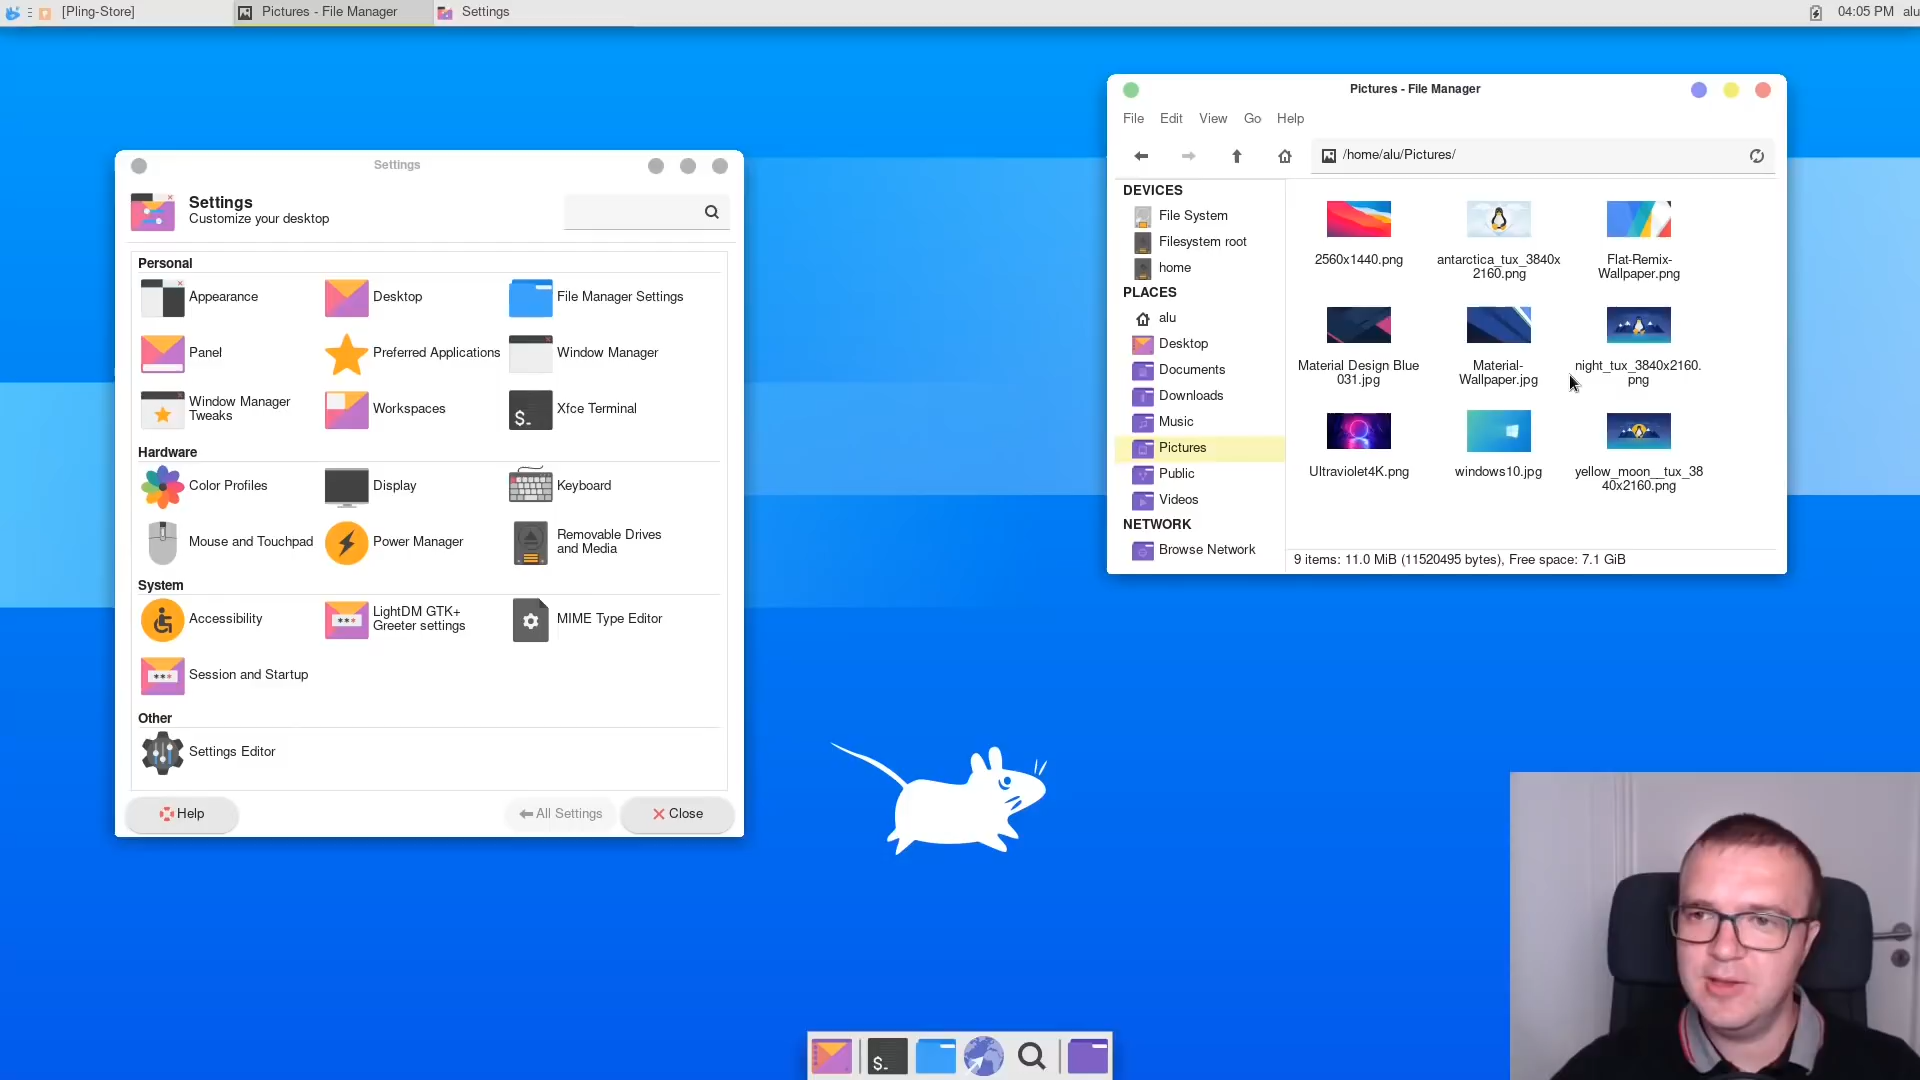 [Pling-Store]
Pictures - File Manager
Settings
04:05 PM
alu
Settings
Settings
Customize your desktop
Personal
Appearance
Desktop
File Manager Settings
Panel
Preferred Applications
Window Manager
Window Manager
Tweaks
Workspaces
Xfce Terminal
$_
Hardware
Color Profiles
Display
Keyboard
Mouse and Touchpad
Power Manager
Removable Drives
and Media
System
Accessibility
LightDM GTK+
Greeter settings
MIME Type Editor
***
Session and Startup
***
Other
Settings Editor
Help
All Settings
Close
Pictures - File Manager
File
Edit
View
Go
Help
/home/alu/Pictures/
DEVICES
File System
Filesystem root
home
PLACES
alu
Desktop
Documents
Downloads
Music
Pictures
Public
Videos
NETWORK
Browse Network
2560x1440.png
antarctica_tux_3840x
2160.png
Flat-Remix-
Wallpaper.png
Material Design Blue
031.jpg
Material-
Wallpaper.jpg
night_tux_3840x2160.
png
Ultraviolet4K.png
windows10.jpg
yellow_moon__tux_38
40x2160.png
9 items: 11.0 MiB (11520495 bytes), Free space: 7.1 GiB
$_